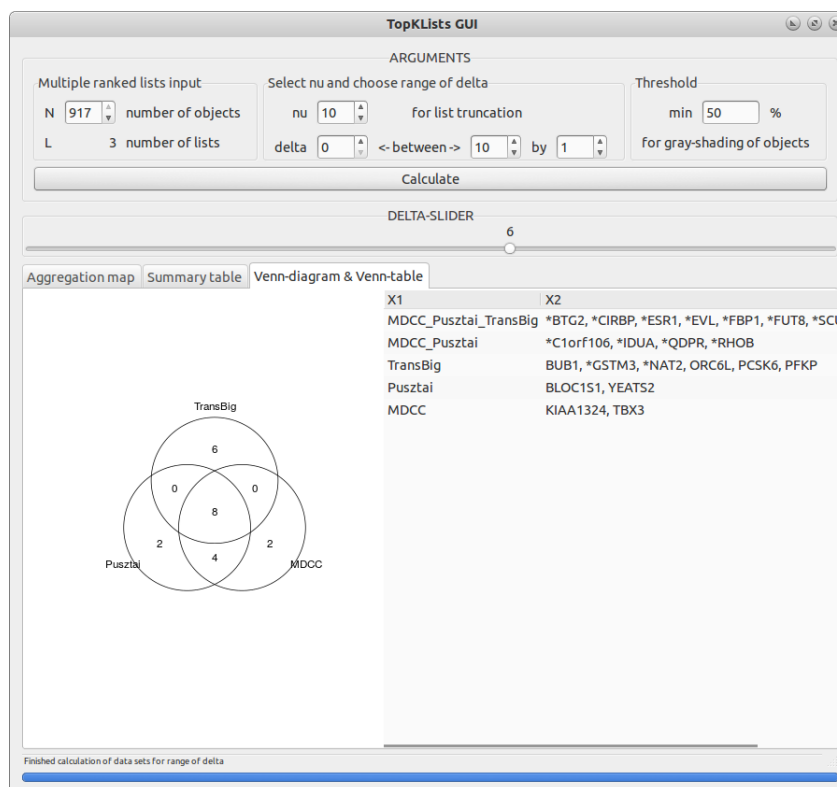 TopKLists GUI
ARGUMENTS
Multiple ranked lists input
Select nu and choose range of delta
Threshold
N 917 number of objects
nu 10 for list truncation
min 50 %
L 3 number of lists
delta 0 <- between -> 10 by 1
for gray-shading of objects
Calculate
DELTA-SLIDER
6
Aggregation map Summary table Venn-diagram & Venn-table
X1 X2
MDCC_Pusztai_TransBig *BTG2, *CIRBP, *ESR1, *EVL, *FBP1, *FUT8, *SCU
MDCC_Pusztai *C1orf106, *IDUA, *QDPR, *RHOB
TransBig BUB1, *GSTM3, *NAT2, ORC6L, PCSK6, PFKP
Pusztai BLOC1S1, YEATS2
MDCC KIAA1324, TBX3
TransBig
6
0 0
8
2 2
4
Pusztai MDCC
Finished calculation of data sets for range of delta